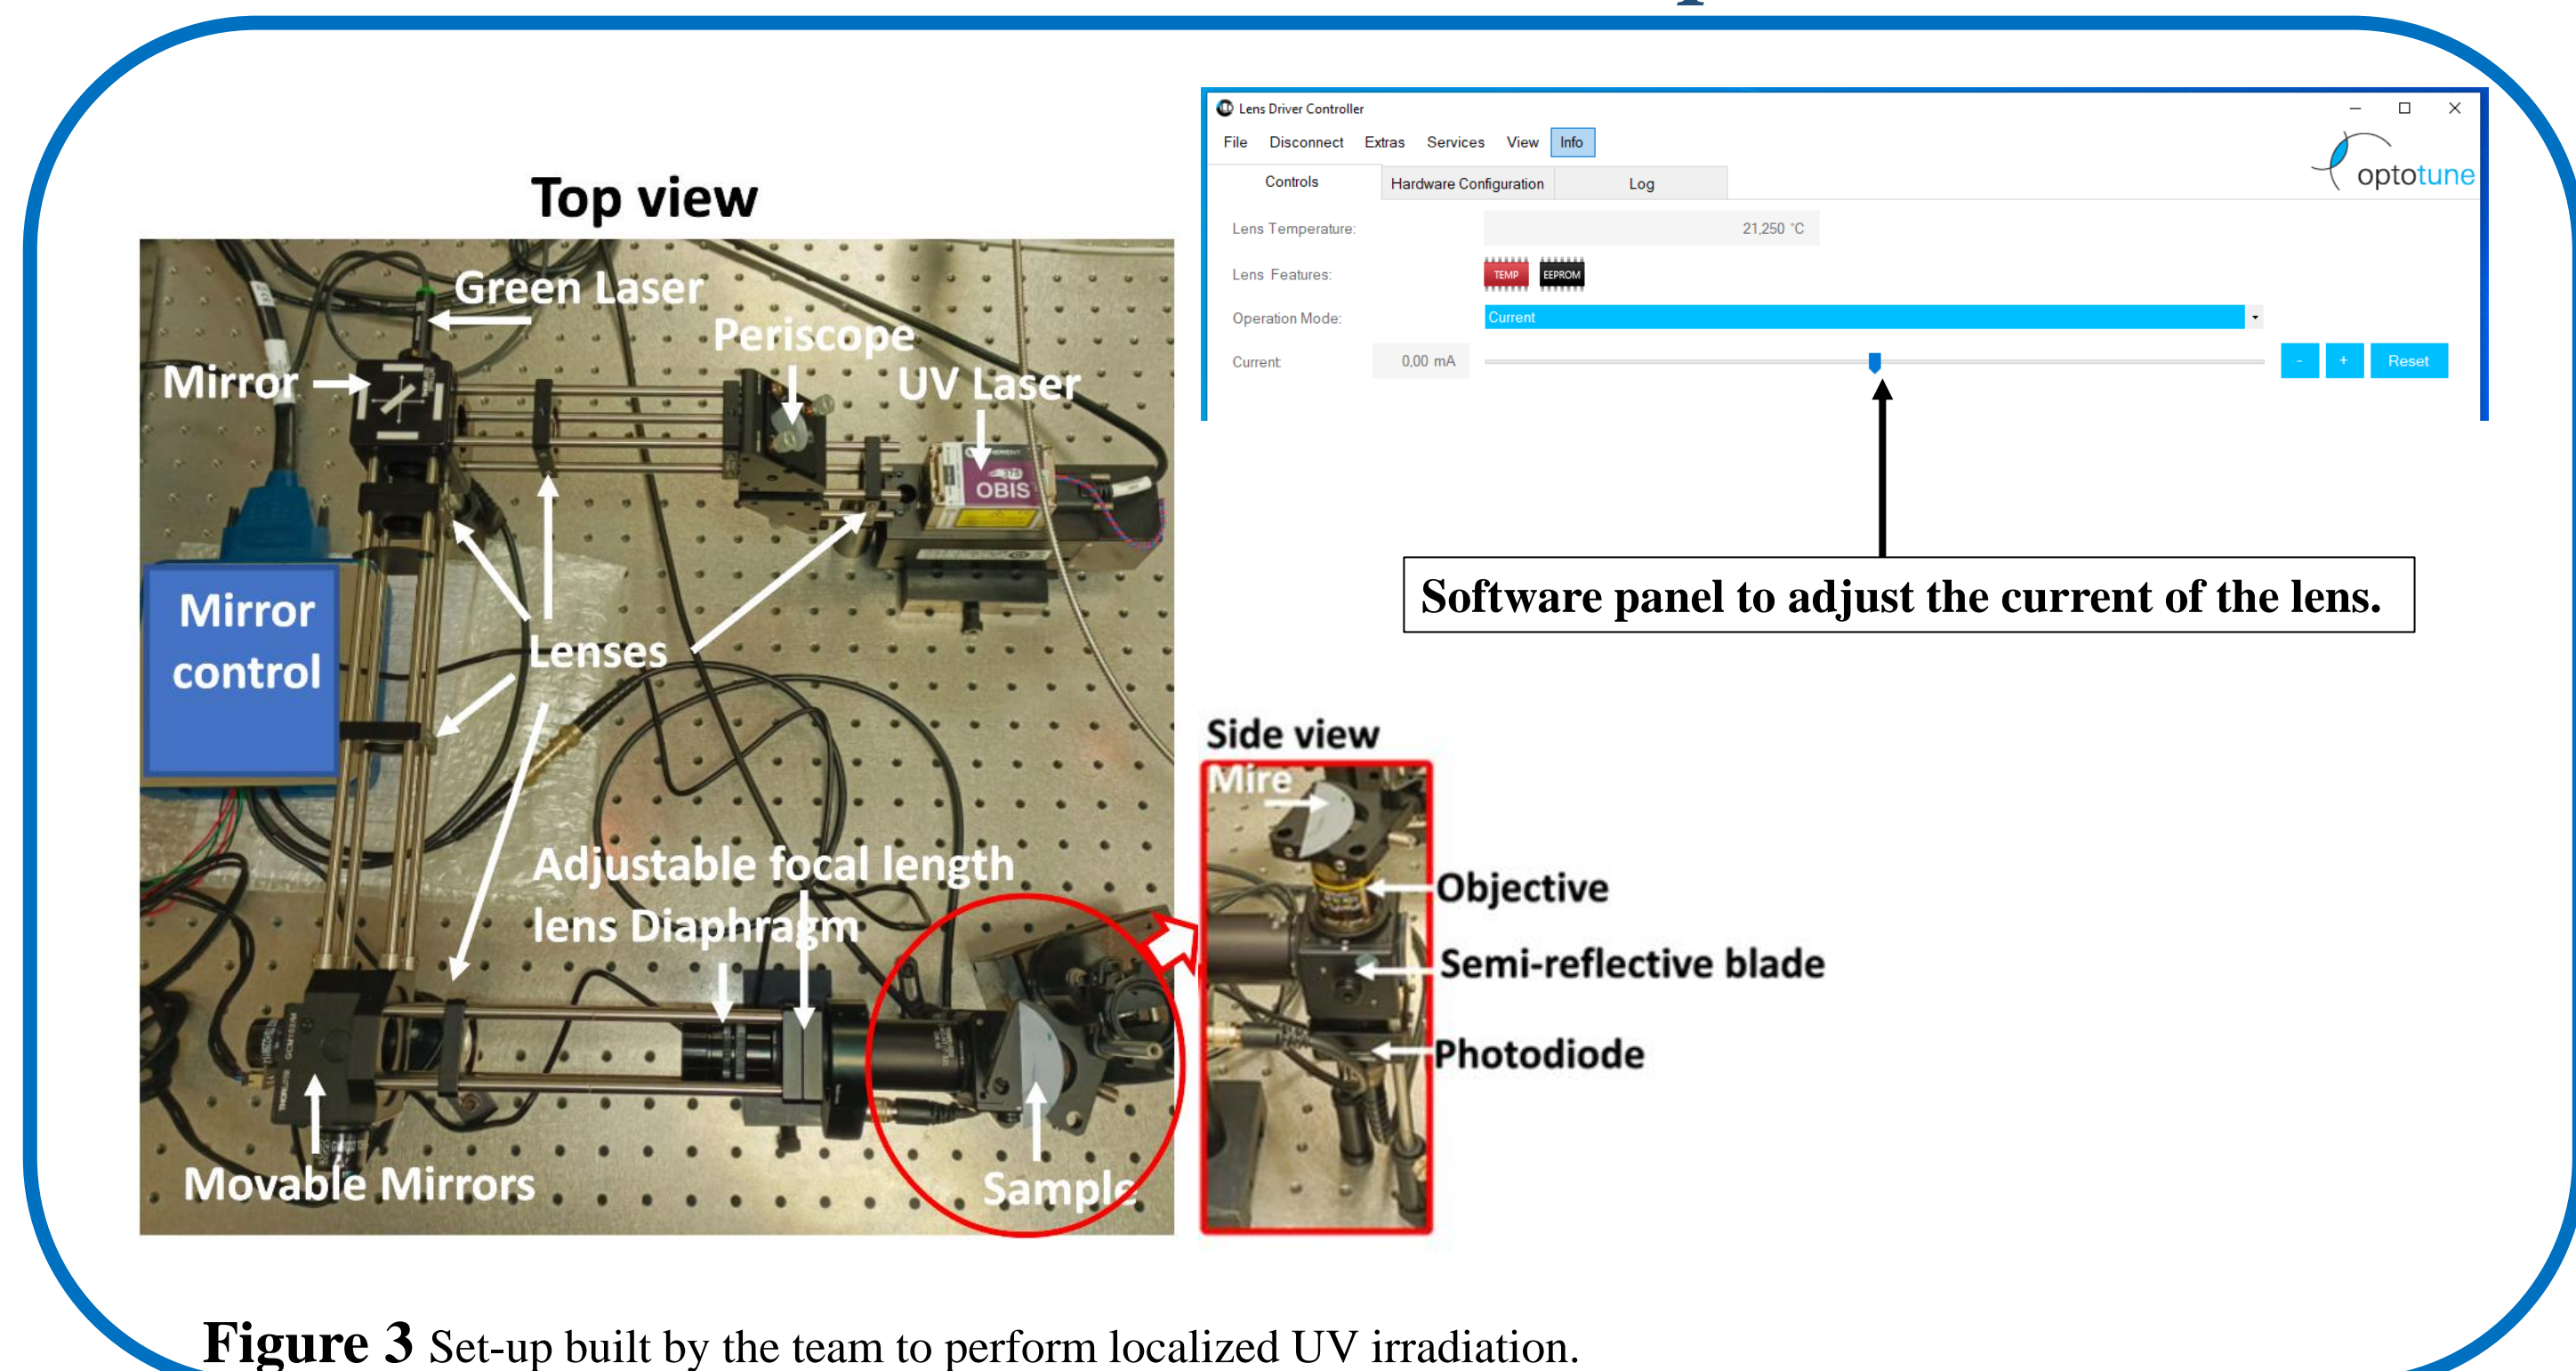 Top view
Green Laser
Periscope
Mirror
UV Laser
OBIS
Mirror
control
Lenses
Adjustable focal length
lens Diaphragm
Movable Mirrors
Sample
Lens Driver Controller
File Disconnect Extras Services View Info
optotune
Controls Hardware Configuration Log
Lens Temperature: 21,250 °C
Lens Features: TEMP EEPROM
Operation Mode: Current
Current: 0,00 mA - + Reset
Software panel to adjust the current of the lens.
Side view
Mire
Objective
Semi-reflective blade
Photodiode
Figure 3 Set-up built by the team to perform localized UV irradiation.